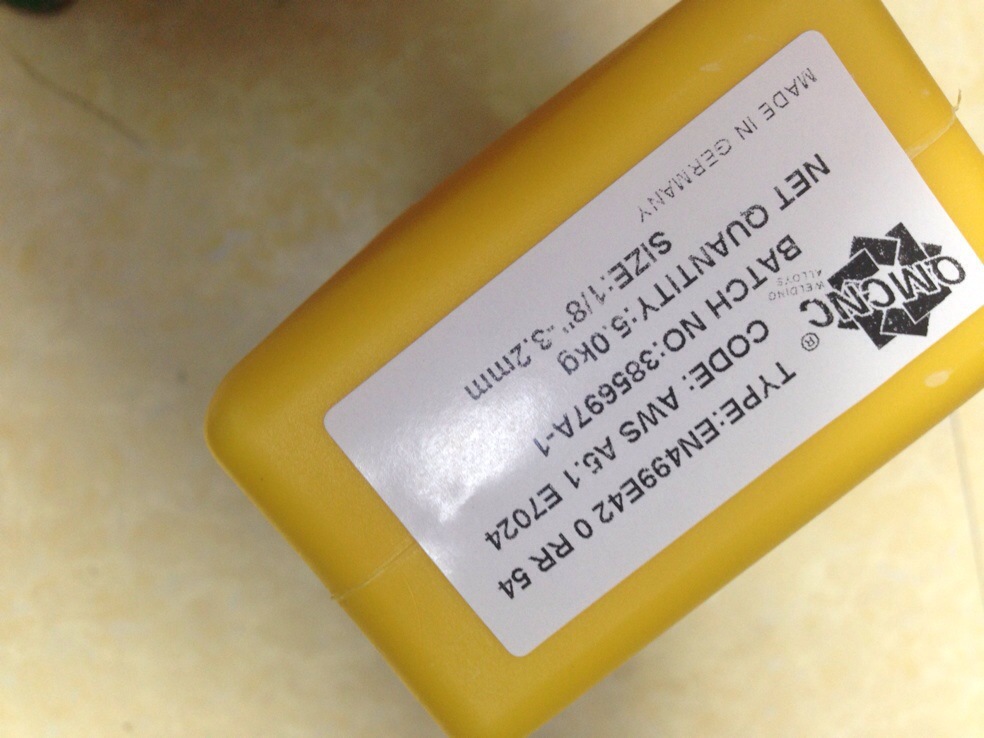 OMCNC
WELDING
ALLOYS
®
TYPE:EN499E42 0 RR 54
CODE: AWS A5.1 E7024
BATCH NO:385697A-1
NET QUANTITY:5.0kg
SIZE:1/8"-3.2mm
MADE IN GERMANY